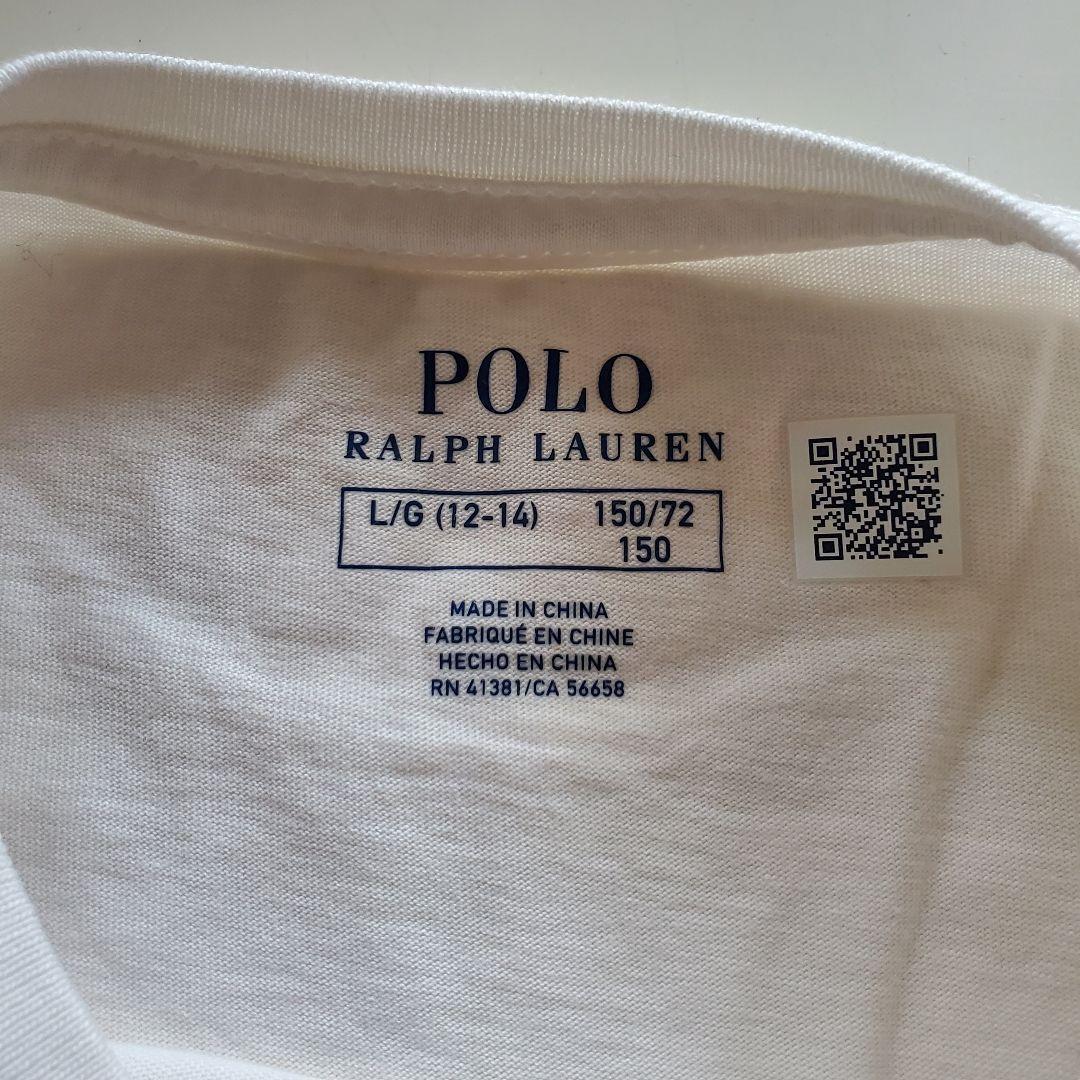 POLO
RALPH LAUREN
L/G (12-14) 150/72
150
MADE IN CHINA
FABRIQUÉ EN CHINE
HECHO EN CHINA
RN 41381/CA 56658